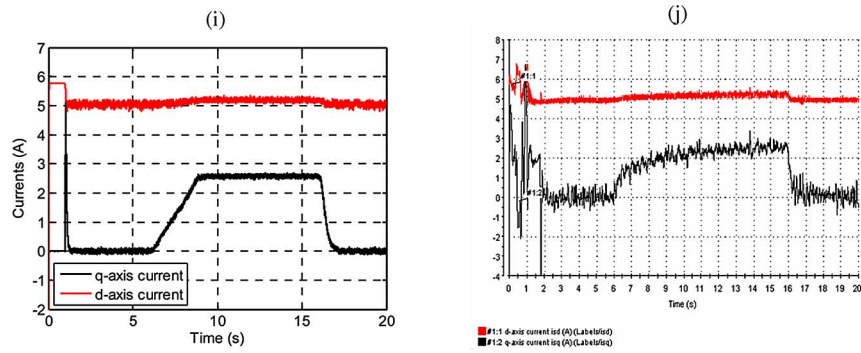 (i)
7
6
5
4
3
2
1
0
-1
-2
Currents (A)
q-axis current
d-axis current
0 5 10 15 20
Time (s)
(j)
8
7
6
5
4
3
2
1
0
-1
-2
-3
-4
#1:1
#1:2
0 1 2 3 4 5 6 7 8 9 10 11 12 13 14 15 16 17 18 19 20
Time (s)
#1:1 d-axis current isd (A) (Labels/isd)
#1:2 q-axis current isq (A) (Labels/isq)